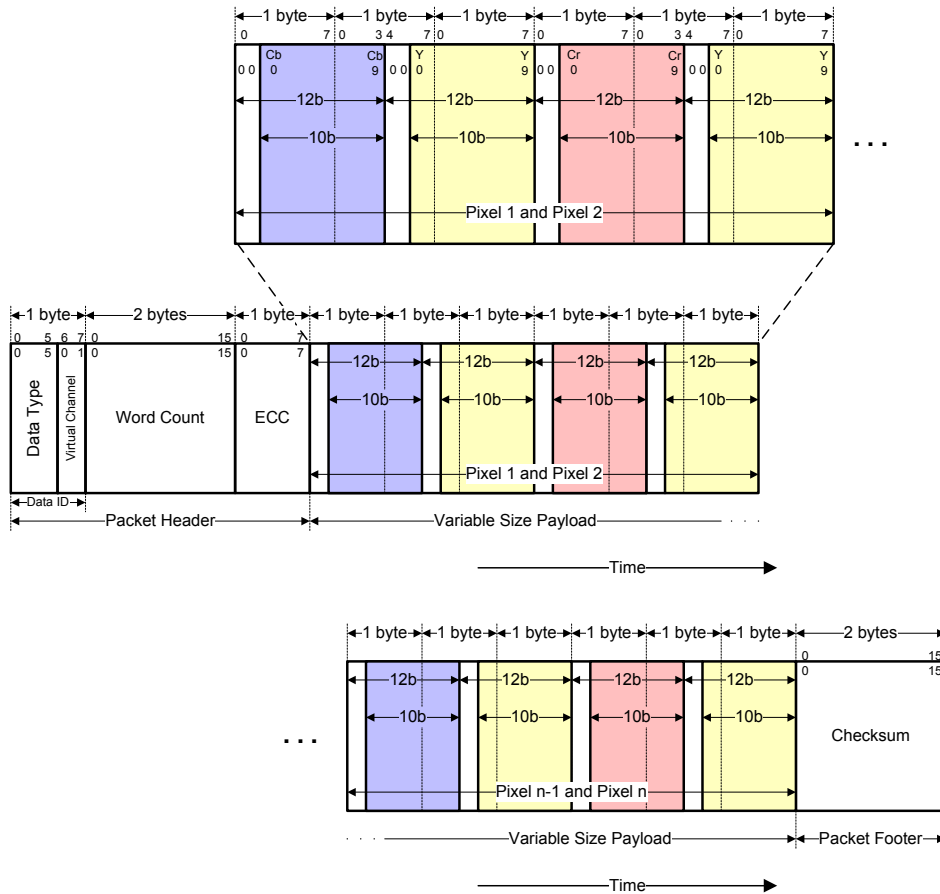 1 byte 1 byte 1 byte 1 byte 1 byte 1 byte
0 7 0 3 4 7 0 7 0 7 0 3 4 7 0 7
Cb Cb Y Y Cr Cr Y Y
0 0 0 9 0 0 0 9 0 0 0 9 0 0 0 9
12b 12b 12b 12b
10b 10b 10b 10b
. . .
Pixel 1 and Pixel 2
1 byte 2 bytes 1 byte 1 byte 1 byte 1 byte 1 byte 1 byte 1 byte
0 5 6 7 0 15 0 7
0 5 0 1 0 15 0 7
12b 12b 12b 12b
10b 10b 10b 10b
Data Type
Virtual Channel
Word Count
ECC
Pixel 1 and Pixel 2
Data ID
Packet Header Variable Size Payload
Time
1 byte 1 byte 1 byte 1 byte 1 byte 1 byte 2 bytes
0 15
0 15
12b 12b 12b 12b
10b 10b 10b 10b
. . .
Checksum
Pixel n-1 and Pixel n
Variable Size Payload Packet Footer
Time